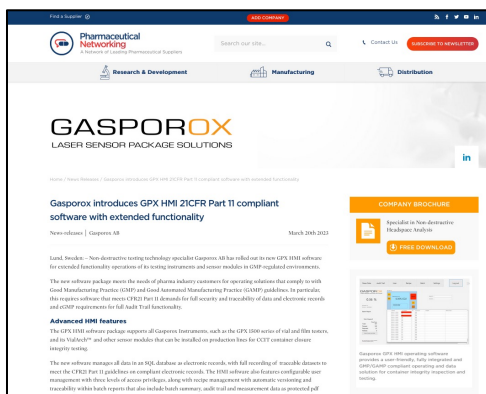 Find a Supplier
ADD COMPANY
Pharmaceutical
Networking
A Network of Leading Pharmaceutical Suppliers
Search our site...
Contact Us
SUBSCRIBE TO NEWSLETTER
Research & Development
Manufacturing
Distribution
GASPOROX
LASER SENSOR PACKAGE SOLUTIONS
in
Home / News Releases / Gasporox introduces GPX HMI 21CFR Part 11 compliant software with extended functionality
Gasporox introduces GPX HMI 21CFR Part 11 compliant
software with extended functionality
News releases | Gasporox AB
March 20th 2023
Lund, Sweden: – Non-destructive testing technology specialist Gasporox AB has rolled out its new GPX HMI software
for extended functionality operations of its testing instruments and sensor modules in GMP-regulated environments.
The new software package meets the needs of pharma industry customers for operating solutions that comply to with
Good Manufacturing Practice (GMP) and Good Automated Manufacturing Practice (GAMP) guidelines. In particular,
this requires software that meets CFR21 Part 11 demands for full security and traceability of data and electronic records
and cGMP requirements for full Audit Trail functionality.
Advanced HMI features
The GPX HMI software package supports all Gasporox Instruments, such as the GPX 1500 series of vial and film testers,
and its VialArch™ and other sensor modules that can be installed on production lines for CCIT container closure
integrity testing.
The new software manages all data in an SQL database as electronic records, with full recording of traceable datasets to
meet the CFR21 Part 11 guidelines on compliant electronic records. The HMI software also features configurable user
management with three levels of access privileges, along with recipe management with automatic versioning and
traceability within batch reports that also include batch summary, audit trail and measurement data as protected pdf
COMPANY BROCHURE
Specialist in Non-destructive
Headspace Analysis
FREE DOWNLOAD
Gasporox GPX HMI operating software
provides a user-friendly, fully integrated and
GMP/GAMP compliant operating and data
solution for container integrity inspection and
testing.